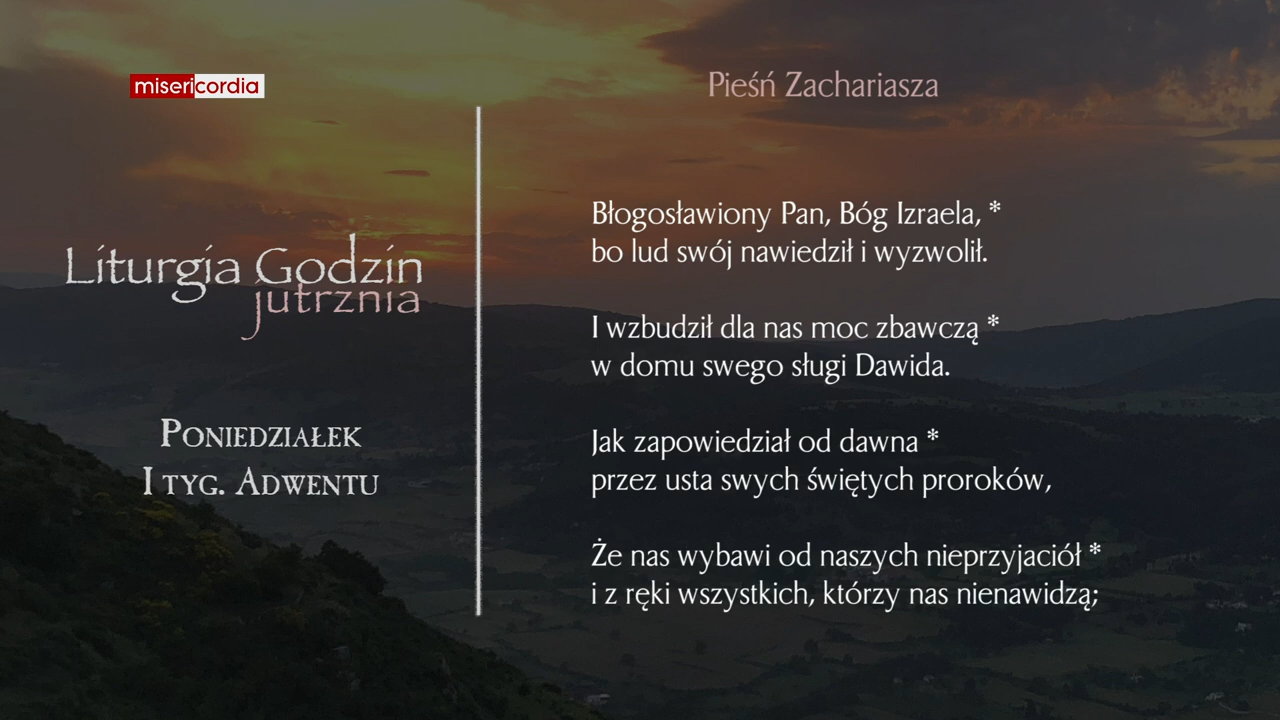 misericordia
Liturgia Godzin
jutrznia
Poniedziałek
I tyg. Adwentu
Pieśń Zachariasza
Błogosławiony Pan, Bóg Izraela, *
bo lud swój nawiedził i wyzwolił.
I wzbudził dla nas moc zbawczą *
w domu swego sługi Dawida.
Jak zapowiedział od dawna *
przez usta swych świętych proroków,
Że nas wybawi od naszych nieprzyjaciół *
i z ręki wszystkich, którzy nas nienawidzą;